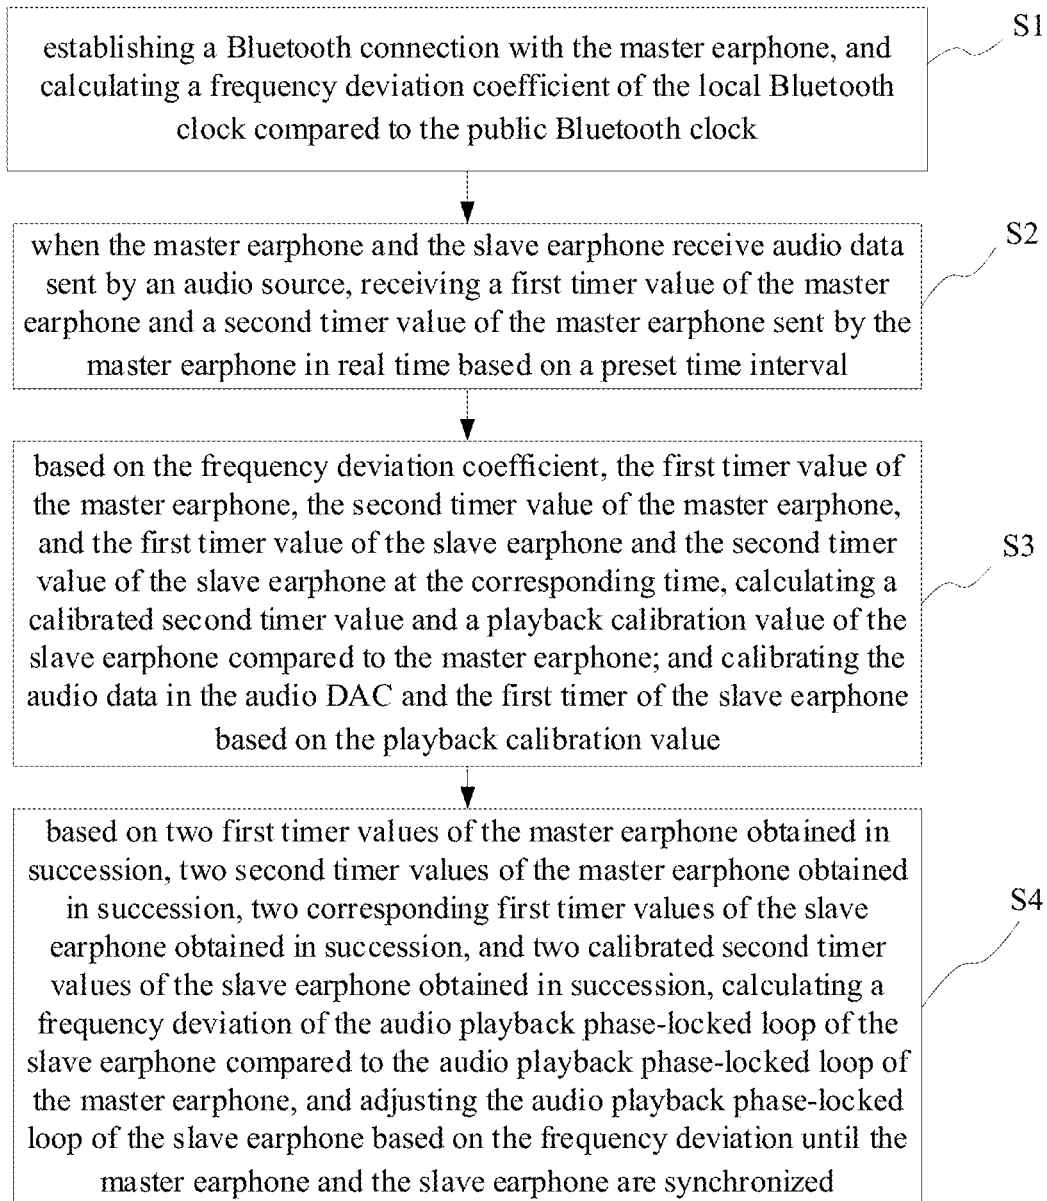 establishing a Bluetooth connection with the master earphone, and
calculating a frequency deviation coefficient of the local Bluetooth
clock compared to the public Bluetooth clock
S1
when the master earphone and the slave earphone receive audio data
sent by an audio source, receiving a first timer value of the master
earphone and a second timer value of the master earphone sent by the
master earphone in real time based on a preset time interval
S2
based on the frequency deviation coefficient, the first timer value of
the master earphone, the second timer value of the master earphone,
and the first timer value of the slave earphone and the second timer
value of the slave earphone at the corresponding time, calculating a
calibrated second timer value and a playback calibration value of the
slave earphone compared to the master earphone; and calibrating the
audio data in the audio DAC and the first timer of the slave earphone
based on the playback calibration value
S3
based on two first timer values of the master earphone obtained in
succession, two second timer values of the master earphone obtained
in succession, two corresponding first timer values of the slave
earphone obtained in succession, and two calibrated second timer
values of the slave earphone obtained in succession, calculating a
frequency deviation of the audio playback phase-locked loop of the
slave earphone compared to the audio playback phase-locked loop of
the master earphone, and adjusting the audio playback phase-locked
loop of the slave earphone based on the frequency deviation until the
master earphone and the slave earphone are synchronized
S4